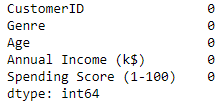 CustomerID 0
Genre 0
Age 0
Annual Income (k$) 0
Spending Score (1-100) 0
dtype: int64